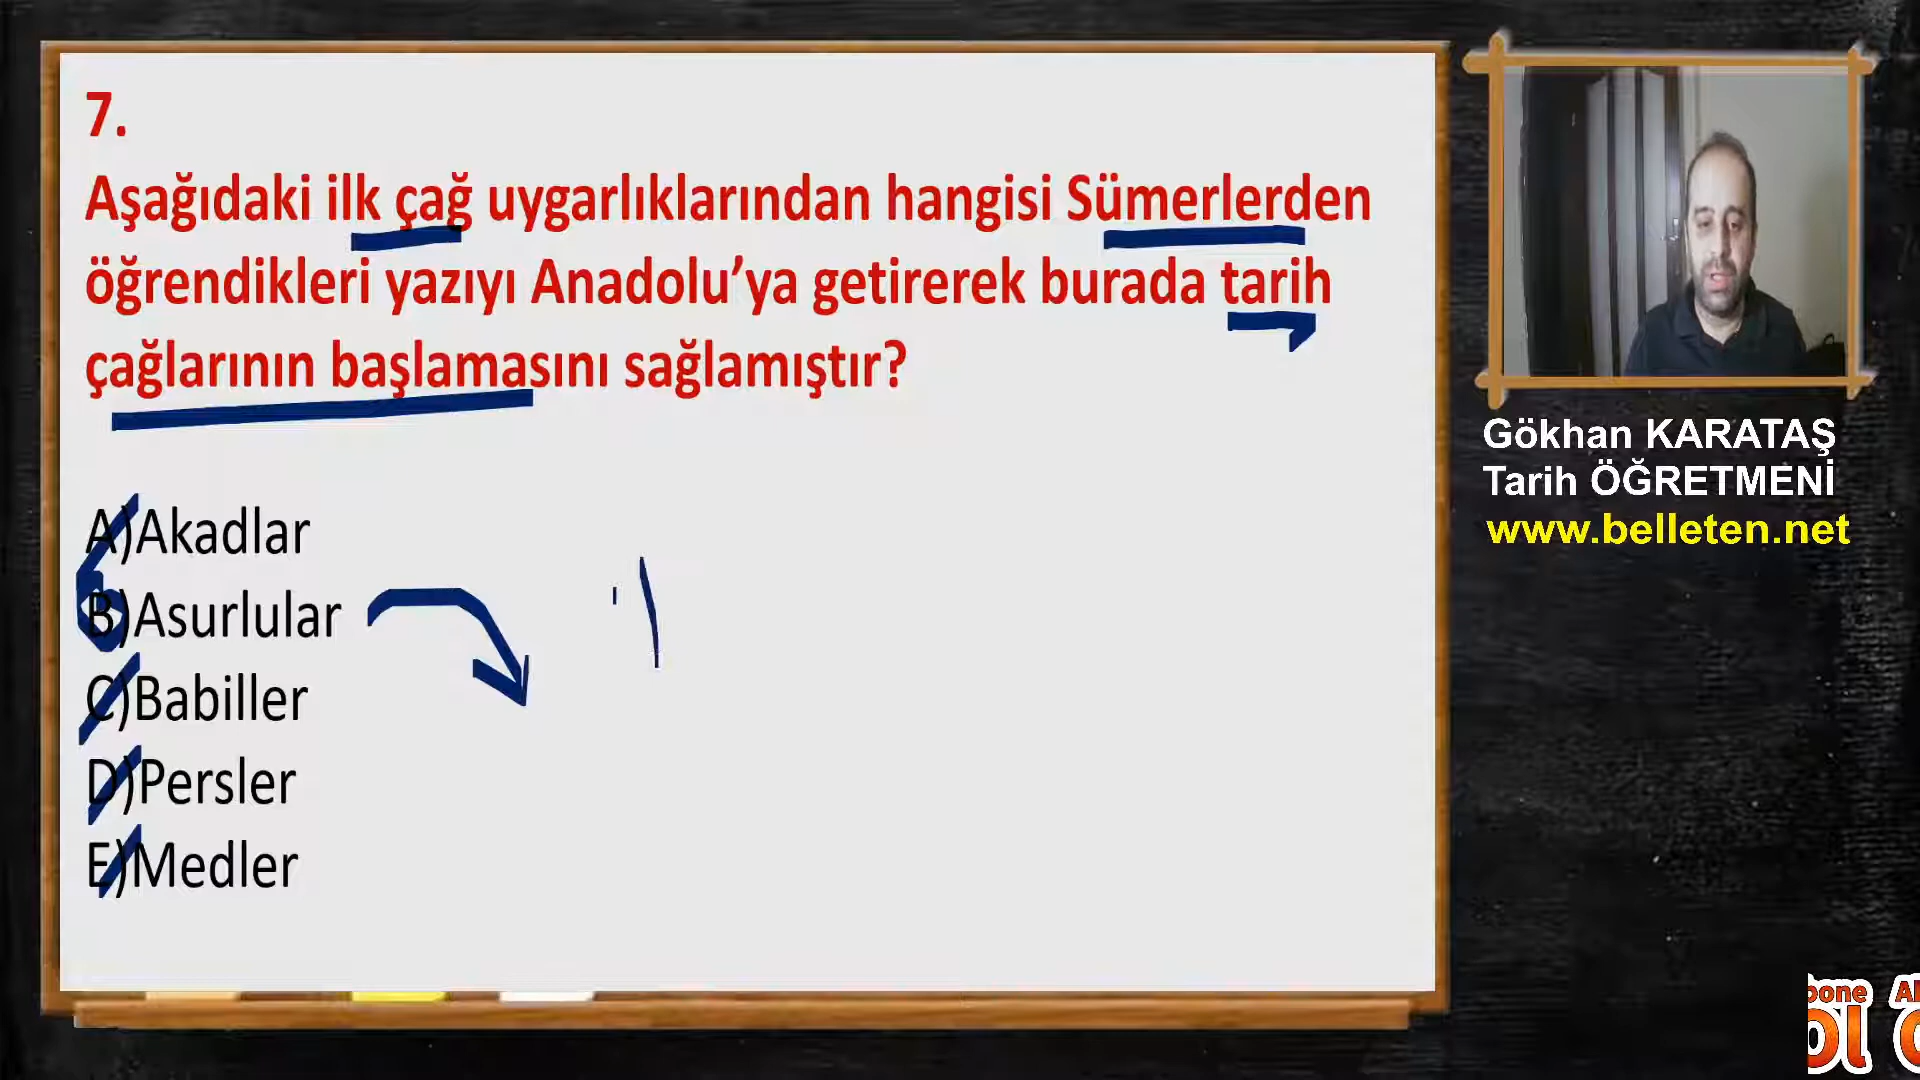 7.
Aşağıdaki ilk çağ uygarlıklarından hangisi Sümerlerden
öğrendikleri yazıyı Anadolu’ya getirerek burada tarih
çağlarının başlamasını sağlamıştır?
A)Akadlar
B)Asurlular
C)Babiller
D)Persler
E)Medler
Gökhan KARATAŞ
Tarih ÖĞRETMENİ
www.belleten.net